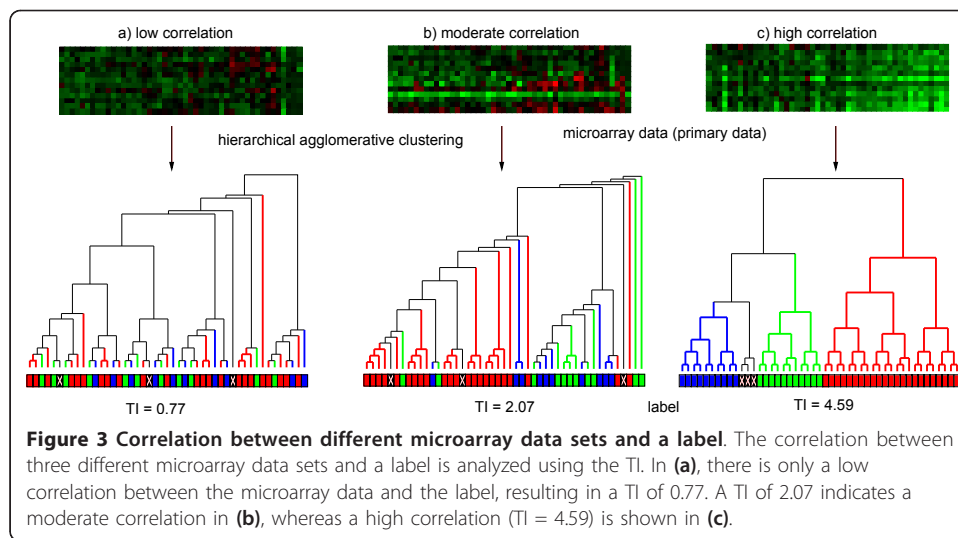 a) low correlation
b) moderate correlation
c) high correlation
hierarchical agglomerative clustering
microarray data (primary data)
X X X
X X X
XXX
TI = 0.77
TI = 2.07
label
TI = 4.59
Figure 3 Correlation between different microarray data sets and a label. The correlation between
three different microarray data sets and a label is analyzed using the TI. In (a), there is only a low
correlation between the microarray data and the label, resulting in a TI of 0.77. A TI of 2.07 indicates a
moderate correlation in (b), whereas a high correlation (TI = 4.59) is shown in (c).